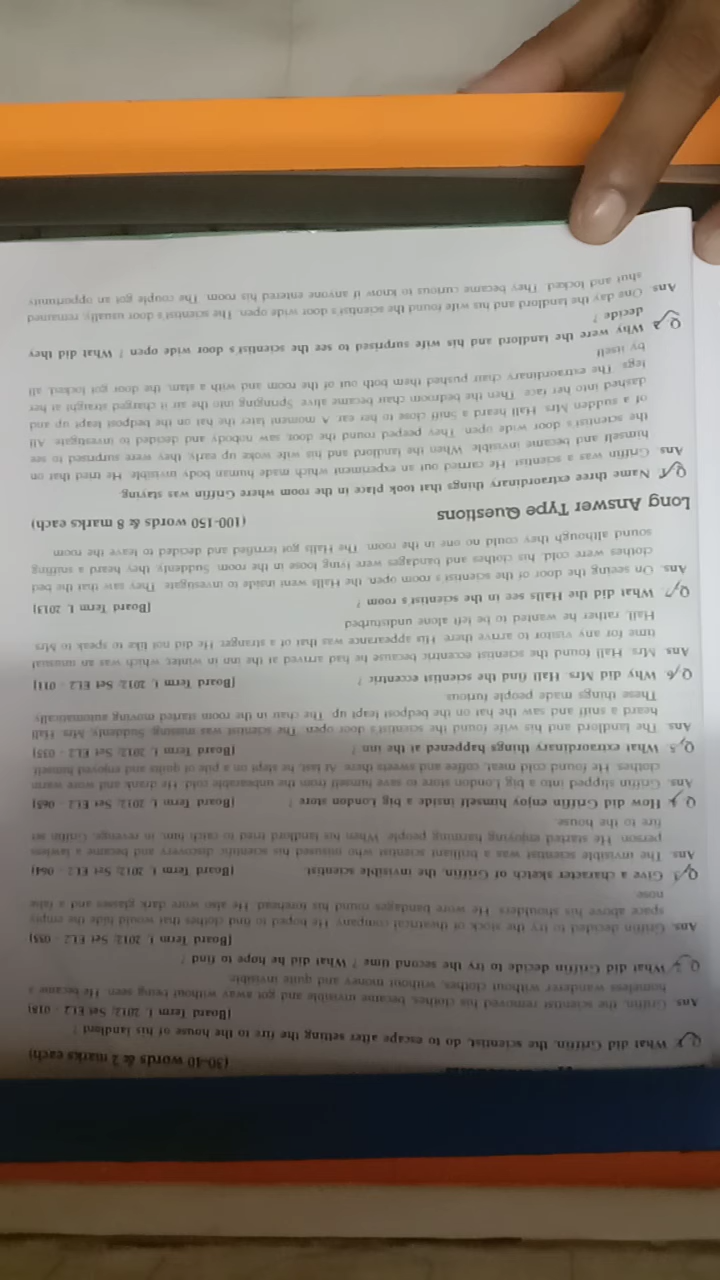 (30-40 words & 2 marks each)
Q. 1. What did Griffin, the scientist, do to escape after setting the fire to the house of his landlord ?
[Board Term I, 2012, Set EL2 - 018]
Ans. Griffin, the scientist removed his clothes, became invisible and got away without being seen. He became a
homeless wanderer without clothes, without money and quite invisible.
Q. 2. What did Griffin decide to try the second time ? What did he hope to find ?
[Board Term I, 2012, Set EL2 - 033]
Ans. Griffin decided to try the stock of theatrical company. He hoped to find clothes that would hide the empty
space above his shoulders. He wore bandages round his forehead. He also wore dark glasses and a false
nose.
Q. 3. Give a character sketch of Griffin, the invisible scientist. [Board Term I, 2012, Set EL2 - 064]
Ans. The invisible scientist was a brilliant scientist who misused his scientific discovery and became a lawless
person. He started enjoying harming people. When his landlord tried to catch him, in revenge, Griffin set
fire to the house.
Q. 4. How did Griffin enjoy himself inside a big London store ? [Board Term I, 2012, Set EL2 - 068]
Ans. Griffin slipped into a big London store to save himself from the unbearable cold. He drank and wore warm
clothes. He found cold meat, coffee and sweets there. At last, he slept on a pile of quilts and enjoyed himself.
Q. 5. What extraordinary things happened at the inn ? [Board Term I, 2012, Set EL2 - 035]
Ans. The landlord and his wife found the scientist's door open. The scientist was missing. Suddenly, Mrs. Hall
heard a sniff and saw the hat on the bedpost leapt up. The chair in the room started moving automatically.
These things made people furious.
Q. 6. Why did Mrs. Hall find the scientist eccentric ? [Board Term I, 2012, Set EL2 - 011]
Ans. Mrs. Hall found the scientist eccentric because he had arrived at the inn in winter, which was an unusual
time for any visitor to arrive there. His appearance was that of a stranger. He did not like to speak to Mrs.
Hall, rather he wanted to be left alone undisturbed.
Q. 7. What did the Halls see in the scientist's room ? [Board Term I, 2013]
Ans. On seeing the door of the scientist's room open, the Halls went inside to investigate. They saw that the bed
clothes were cold, his clothes and bandages were lying loose in the room. Suddenly they heard a sniffing
sound although they could no one in the room. The Halls got terrified and decided to leave the room.
Long Answer Type Questions (100-150 words & 8 marks each)
Q. 1. Name three extraordinary things that took place in the room where Griffin was staying.
Ans. Griffin was a scientist. He carried out an experiment which made human body invisible. He tried that on
himself and became invisible. When the landlord and his wife woke up early, they were surprised to see
the scientist's door wide open. They peeped round the door, saw nobody and decided to investigate. All
of a sudden Mrs. Hall heard a Sniff close to her ear. A moment later the hat on the bedpost leapt up and
dashed into her face. Then the bedroom chair became alive. Springing into the air it charged straight at her
legs. The extraordinary chair pushed them both out of the room and with a slam, the door got locked, all
by itself.
Q. 2. Why were the landlord and his wife surprised to see the scientist's door wide open ? What did they
decide ?
Ans. One day the landlord and his wife found the scientist's door wide open. The scientist's door usually remained
shut and locked. They became curious to know if anyone entered his room. The couple got an opportunity